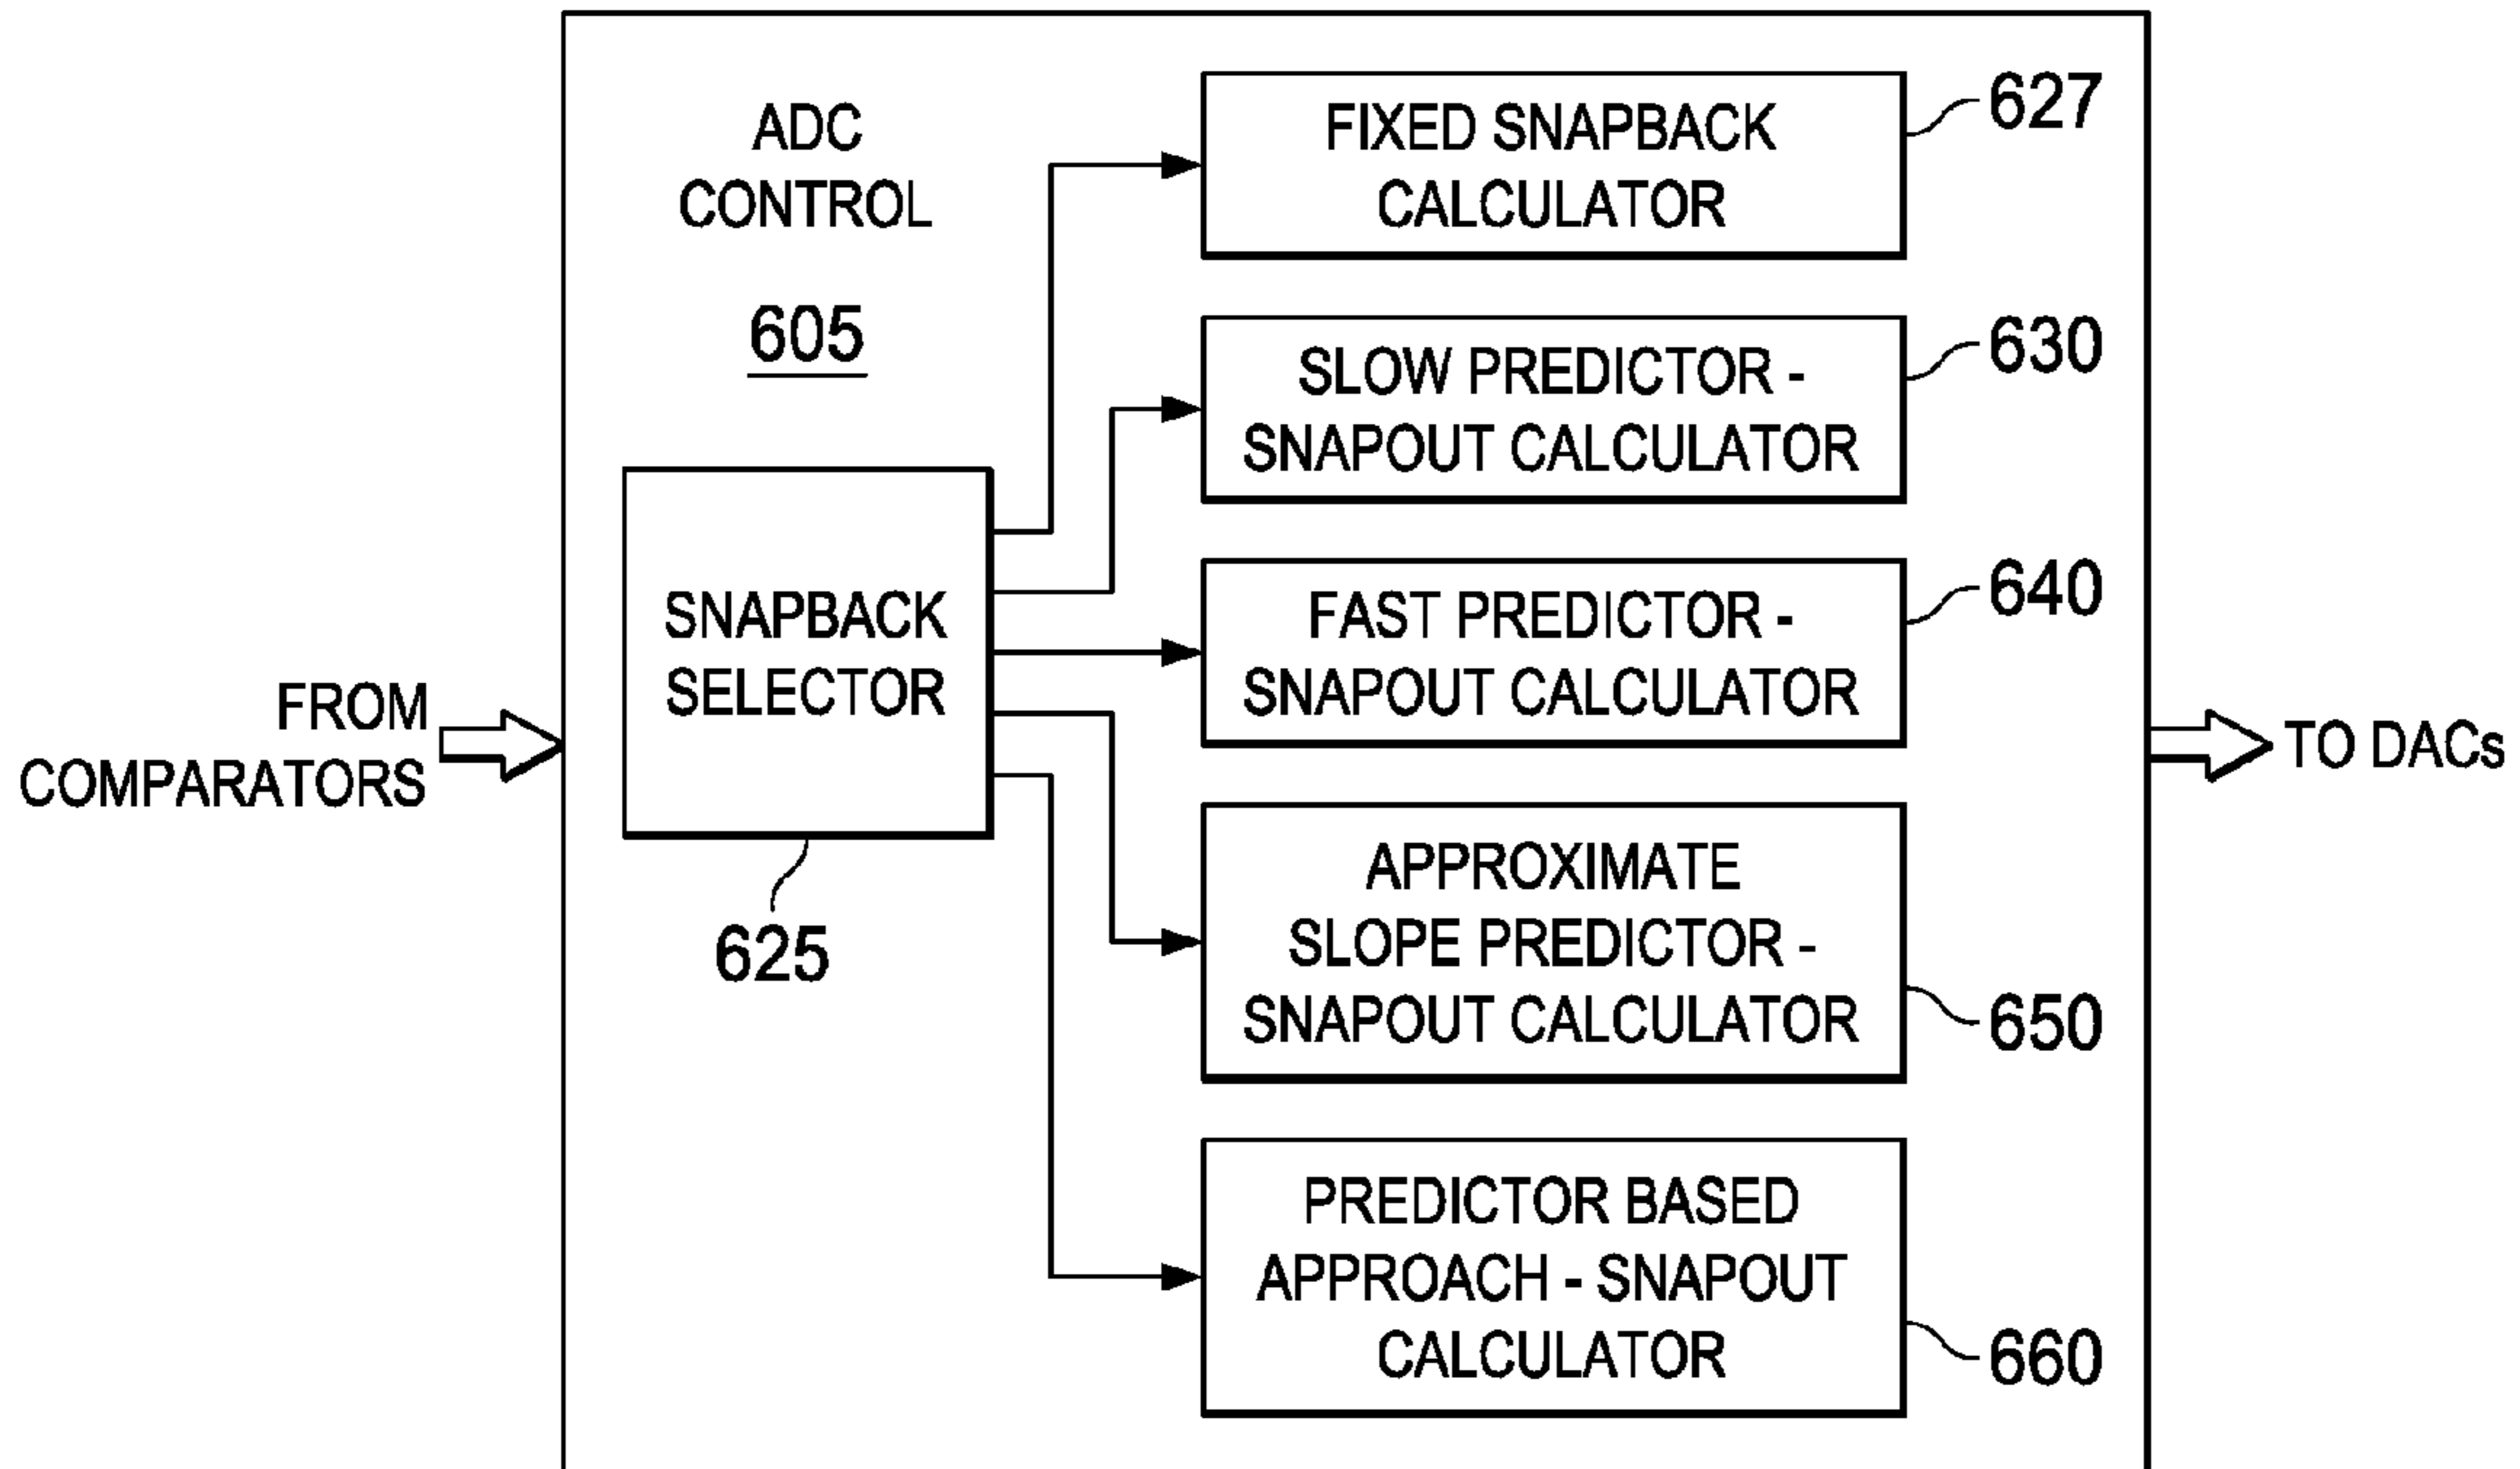 ADC
CONTROL
605
FIXED SNAPBACK
CALCULATOR
627
SLOW PREDICTOR -
SNAPOUT CALCULATOR
630
SNAPBACK
SELECTOR
625
FAST PREDICTOR -
SNAPOUT CALCULATOR
640
FROM
COMPARATORS
TO DACs
APPROXIMATE
SLOPE PREDICTOR -
SNAPOUT CALCULATOR
650
PREDICTOR BASED
APPROACH - SNAPOUT
CALCULATOR
660